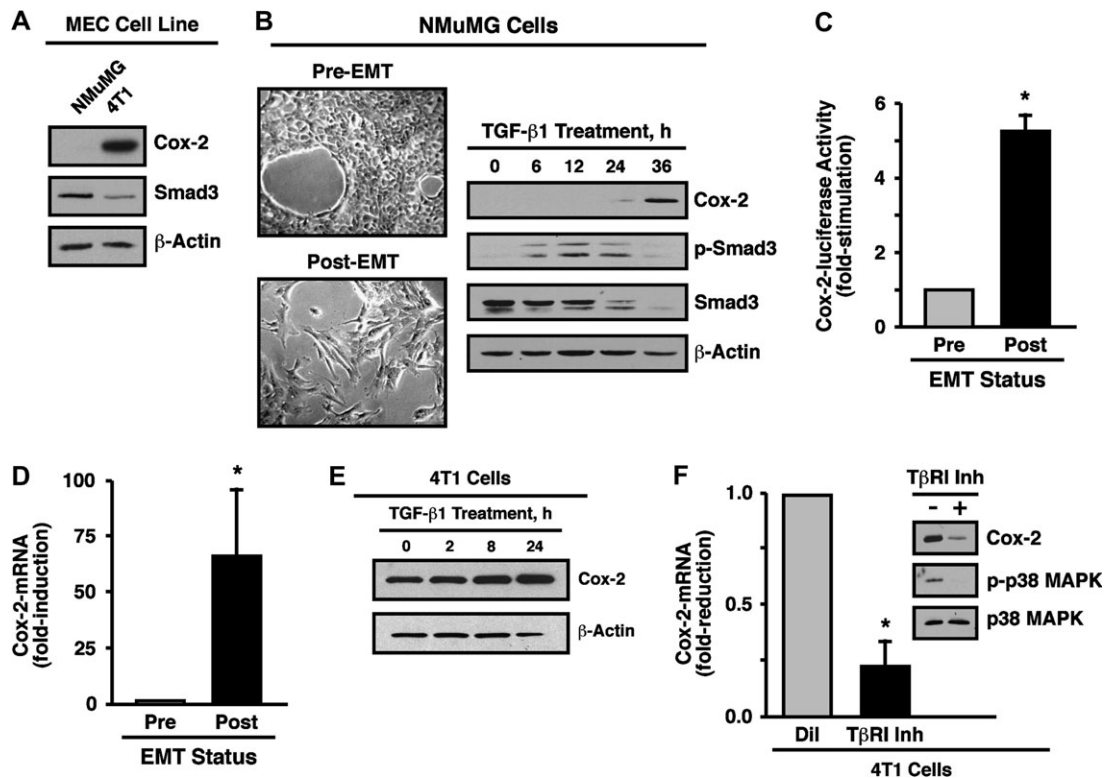 A
MEC Cell Line
NMuMG
4T1
Cox-2
Smad3
β-Actin
B
NMuMG Cells
Pre-EMT
Post-EMT
TGF-β1 Treatment, h
0 6 12 24 36
Cox-2
p-Smad3
Smad3
β-Actin
C
Cox-2-luciferase Activity
(fold-stimulation)
6
4
2
1
0
*
Pre Post
EMT Status
D
Cox-2-mRNA
(fold-induction)
100
75
50
25
0
*
Pre Post
EMT Status
E
4T1 Cells
TGF-β1 Treatment, h
0 2 8 24
Cox-2
β-Actin
F
Cox-2-mRNA
(fold-reduction)
1.0
0.5
0.0
*
Dil TβRI Inh
4T1 Cells
TβRI Inh
- +
Cox-2
p-p38 MAPK
p38 MAPK